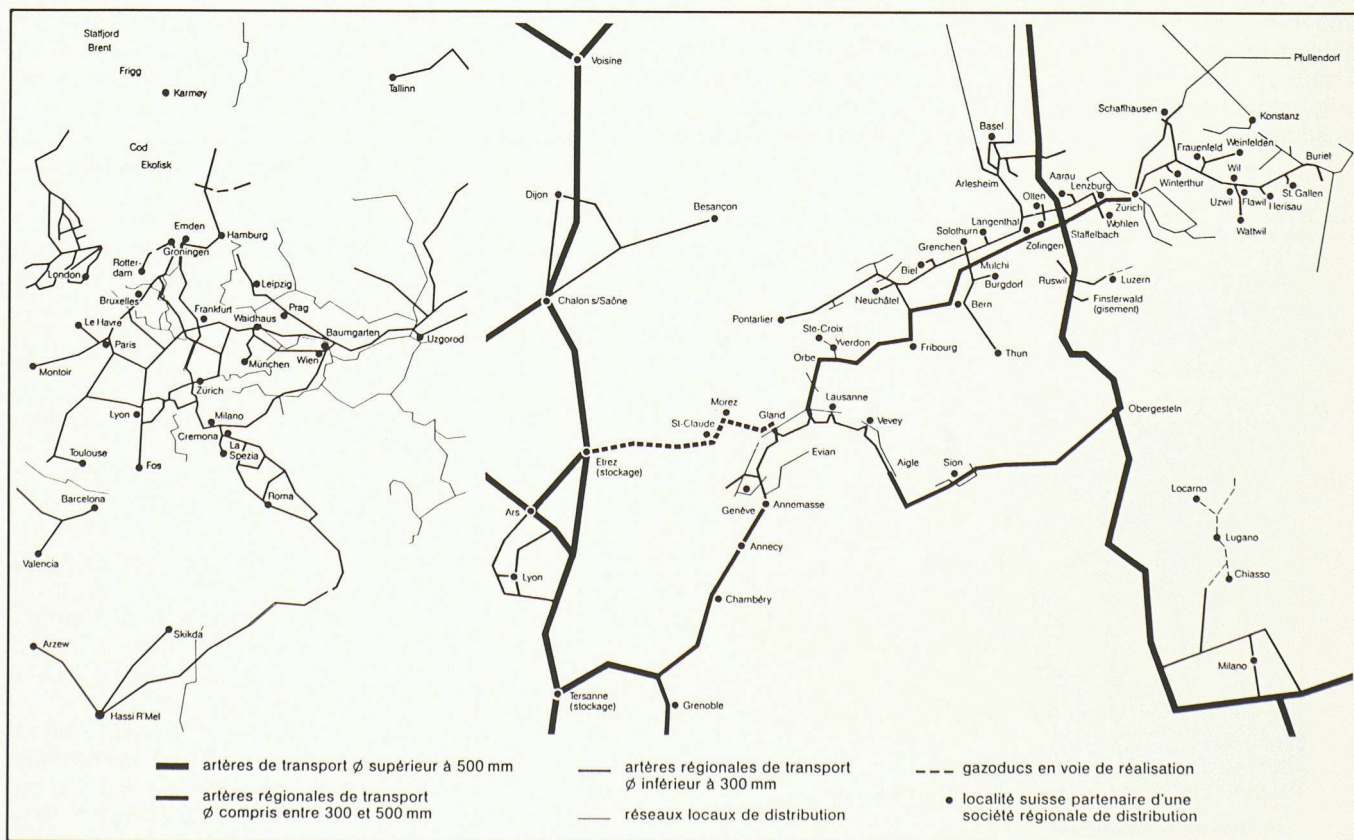 Statfjord
Brent
Frigg
Karmøy
Tallinn
Cod
Ekofisk
Emden
Groningen
Hamburg
Rotter-
dam
London
Bruxelles
Leipzig
Le Havre
Frankfurt
Prag
Waidhaus
Baumgarten
Paris
Uzgorod
Wien
München
Montoir
Zürich
Lyon
Milano
Cremona
La
Spezia
Toulouse
Fos
Barcelona
Roma
Valencia
Skikda
Arzew
Hassi R'Mel
Voisine
Dijon
Besançon
Chalon s/Saône
Pontarlier
Morez
St-Claude
Gland
Etrez
(stockage)
Evian
Ars
Genève
Annemasse
Lyon
Annecy
Chambéry
Tersanne
(stockage)
Grenoble
Pfullendorf
Schaffhausen
Konstanz
Basel
Frauenfeld
Weinfelden
Buriet
Arlesheim
Aarau
Lenzburg
Wil
Winterthur
Olten
Zürich
Uzwil
Flawil
St. Gallen
Herisau
Langenthal
Wohlen
Solothurn
Zofingen
Staffelbach
Wattwil
Grenchen
Biel
Mülchi
Burgdorf
Ruswil
Luzern
Neuchâtel
Finsterwald
(gisement)
Bern
Ste-Croix
Yverdon
Orbe
Fribourg
Thun
Lausanne
Vevey
Obergesteln
Aigle
Sion
Locarno
Lugano
Chiasso
Milano
artères de transport ø supérieur à 500 mm
artères régionales de transport
ø compris entre 300 et 500 mm
artères régionales de transport
ø inférieur à 300 mm
réseaux locaux de distribution
gazoducs en voie de réalisation
localité suisse partenaire d'une
société régionale de distribution